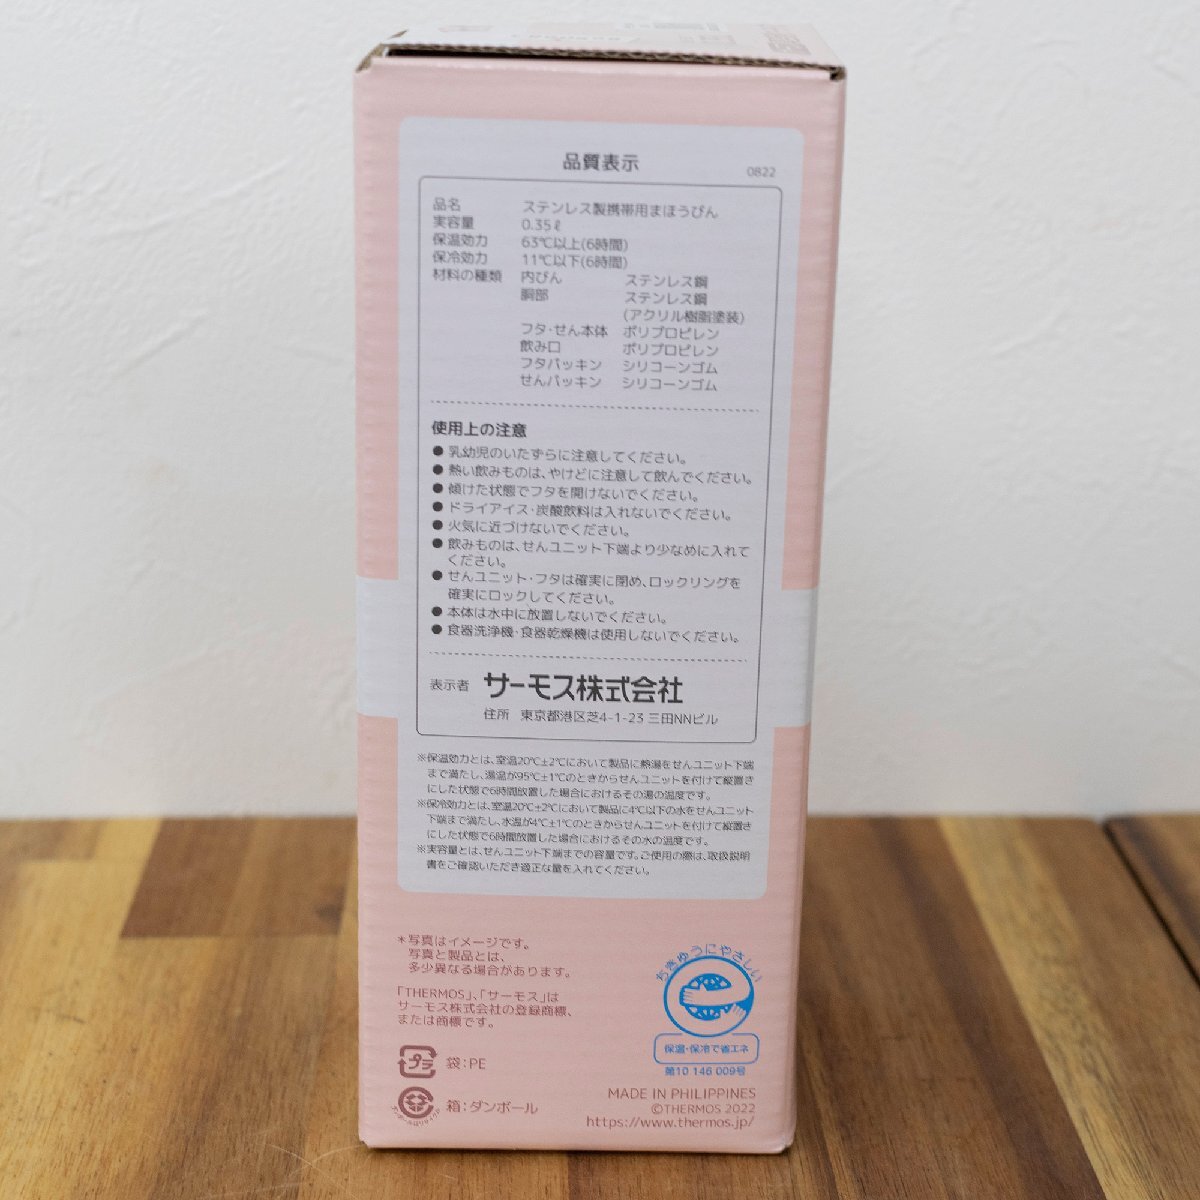 品質表示
0822
品名 ステンレス製携帯用まほうびん
実容量 0.35ℓ
保温効力 63℃以上(6時間)
保冷効力 11℃以下(6時間)
材料の種類 内びん ステンレス鋼
胴部 ステンレス鋼
(アクリル樹脂塗装)
フタ・せん本体 ポリプロピレン
飲み口 ポリプロピレン
フタパッキン シリコーンゴム
せんパッキン シリコーンゴム
使用上の注意
●乳幼児のいたずらに注意してください。
●熱い飲みものは、やけどに注意して飲んでください。
●傾けた状態でフタを開けないでください。
●ドライアイス・炭酸飲料は入れないでください。
●火気に近づけないでください。
●飲みものは、せんユニット下端より少なめに入れて
ください。
●せんユニット・フタは確実に閉め、ロックリングを
確実にロックしてください。
●本体は水中に放置しないでください。
●食器洗浄機・食器乾燥機は使用しないでください。
表示者 サーモス株式会社
住所 東京都港区芝4-1-23 三田NNビル
※保温効力とは、室温20℃±2℃において製品に熱湯をせんユニット下端
まで満たし、湯温が95℃±1℃のときからせんユニットを付けて縦置き
にした状態で6時間放置した場合におけるその湯の温度です。
※保冷効力とは、室温20℃±2℃において製品に4℃以下の水をせんユニット
下端まで満たし、水温が4℃±1℃のときからせんユニットを付けて縦置き
にした状態で6時間放置した場合におけるその水の温度です。
※実容量とは、せんユニット下端までの容量です。ご使用の際は、取扱説明
書をご確認いただき適正な量を入れてください。
*写真はイメージです。
写真と製品とは、
多少異なる場合があります。
「THERMOS」、「サーモス」は
サーモス株式会社の登録商標、
または商標です。
プラ 袋:PE
箱:ダンボール
ちきゅうにやさしい
保温・保冷で省エネ
第10 146 009号
MADE IN PHILIPPINES
©THERMOS 2022
https://www.thermos.jp/